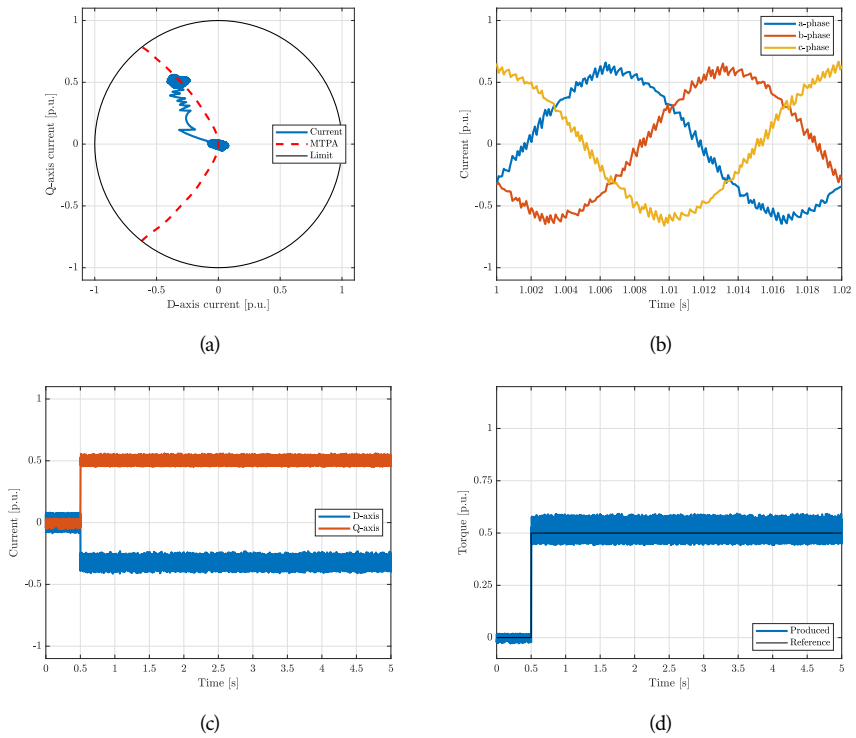 1
0.5
0
-0.5
-1
Q-axis current [p.u.]
Current
MTPA
Limit
-1
-0.5
0
0.5
1
D-axis current [p.u.]
(a)
1
0.5
0
-0.5
-1
Current [p.u.]
a-phase
b-phase
c-phase
1
1.002
1.004
1.006
1.008
1.01
1.012
1.014
1.016
1.018
1.02
Time [s]
(b)
1
0.5
0
-0.5
-1
Current [p.u.]
D-axis
Q-axis
0
0.5
1
1.5
2
2.5
3
3.5
4
4.5
5
Time [s]
(c)
1
0.75
0.5
0.25
0
Torque [p.u.]
Produced
Reference
0
0.5
1
1.5
2
2.5
3
3.5
4
4.5
5
Time [s]
(d)